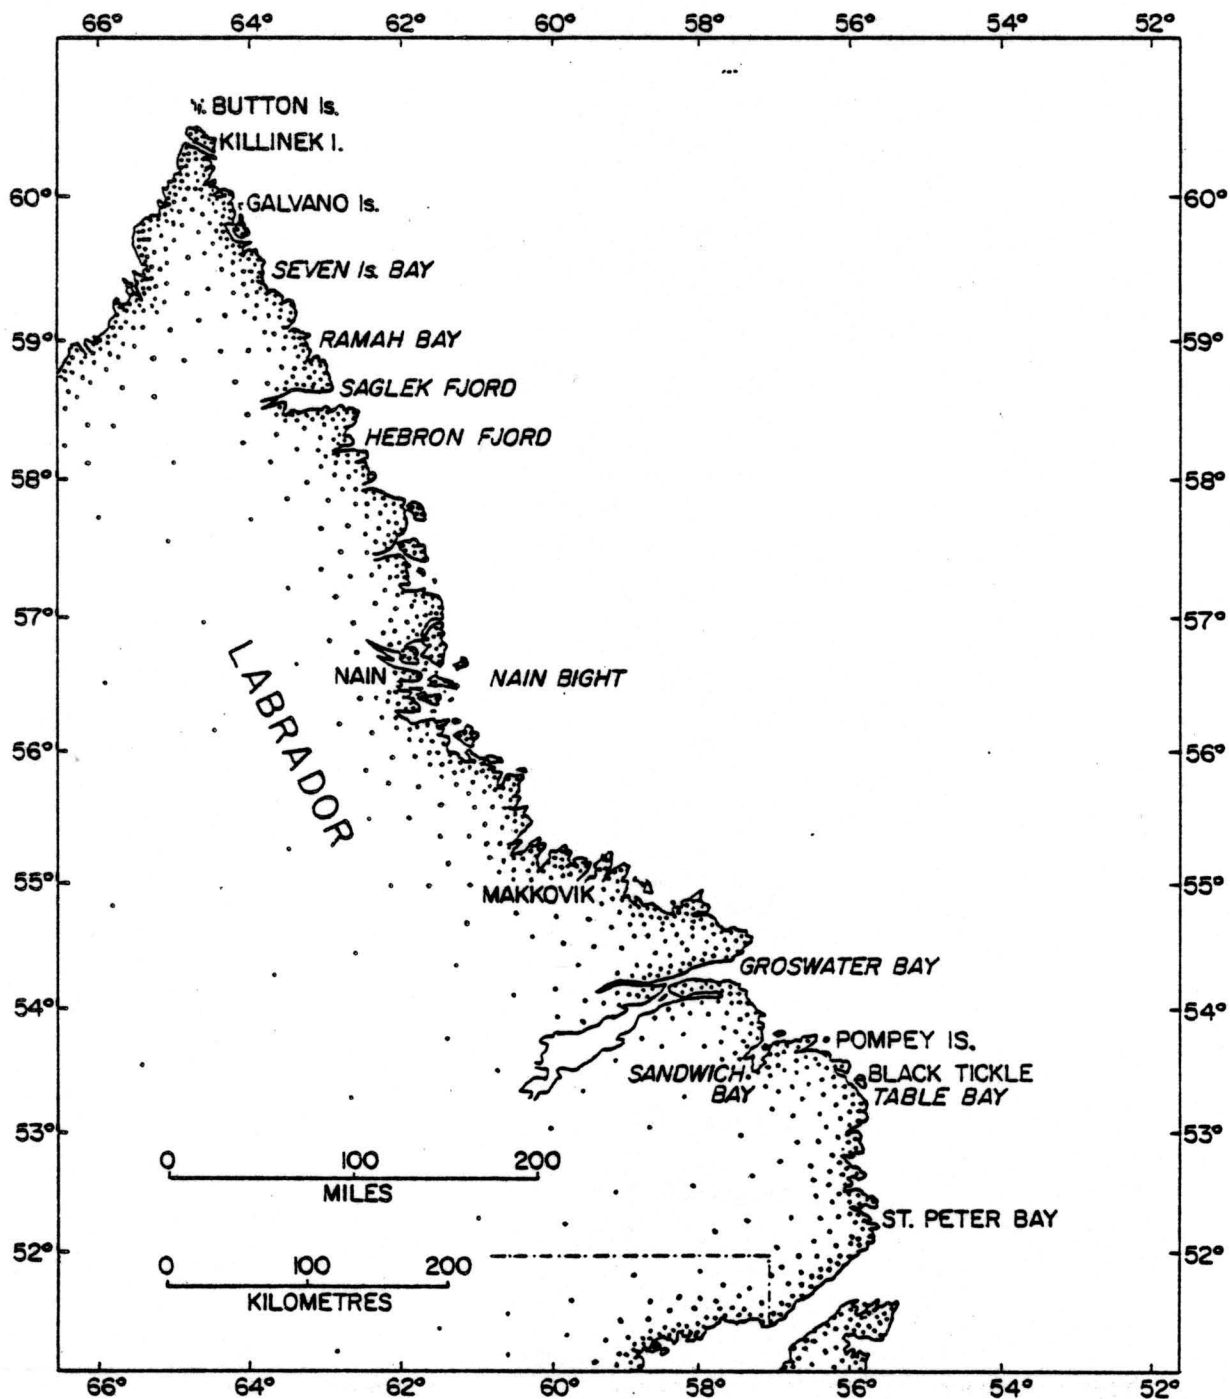 66° 64° 62° 60° 58° 56° 54° 52°
BUTTON Is.
KILLINEK I.
60° 60°
GALVANO Is.
SEVEN Is. BAY
59° 59°
RAMAH BAY
SAGLEK FJORD
HEBRON FJORD
58° 58°
57° 57°
LABRADOR
NAIN NAIN BIGHT
56° 56°
55° 55°
MAKKOVIK
GROSWATER BAY
54° 54°
POMPEY IS.
SANDWICH
BAY
BLACK TICKLE
TABLE BAY
53° 53°
0 100 200
MILES
ST. PETER BAY
52° 52°
0 100 200
KILOMETRES
66° 64° 62° 60° 58° 56° 54° 52°